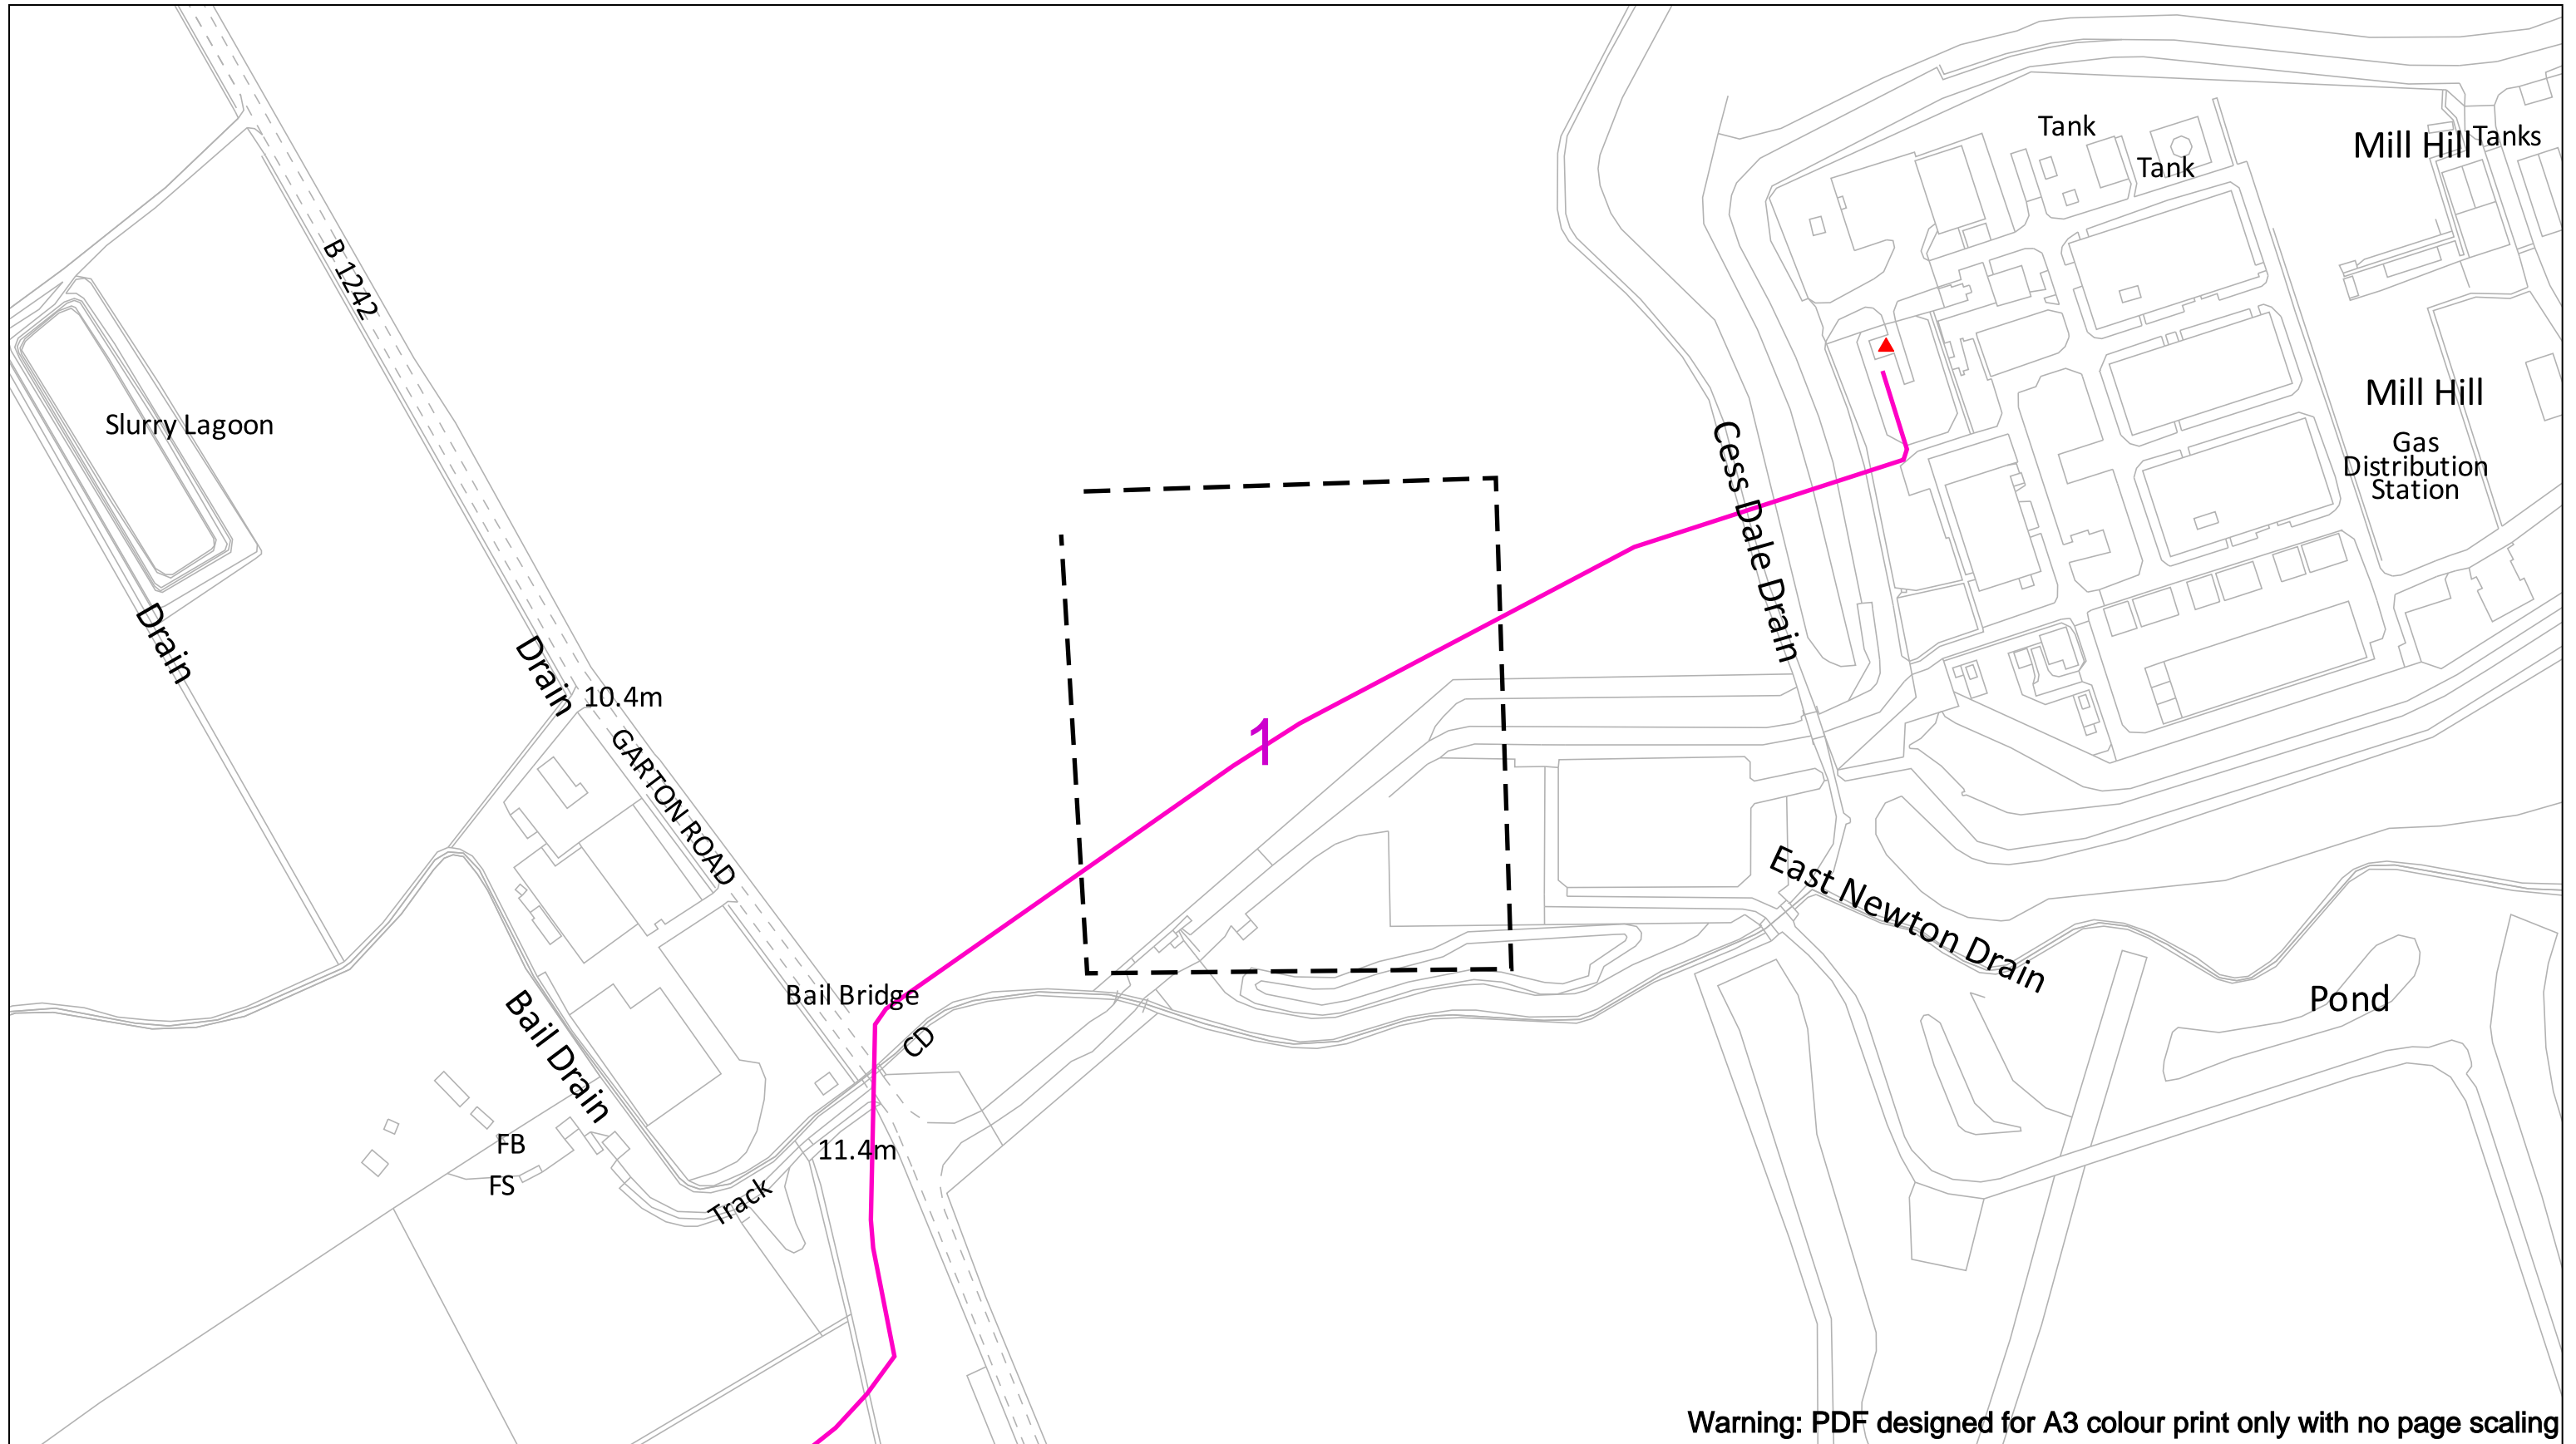 Tank
Mill Hill
Tanks
Tank
B 1242
Mill Hill
Slurry Lagoon
Gas
Distribution
Station
Cess Dale Drain
Drain
Drain
10.4m
1
GARTON ROAD
East Newton Drain
Bail Bridge
Pond
CD
Bail Drain
FB
11.4m
FS
Track
Warning: PDF designed for A3 colour print only with no page scaling